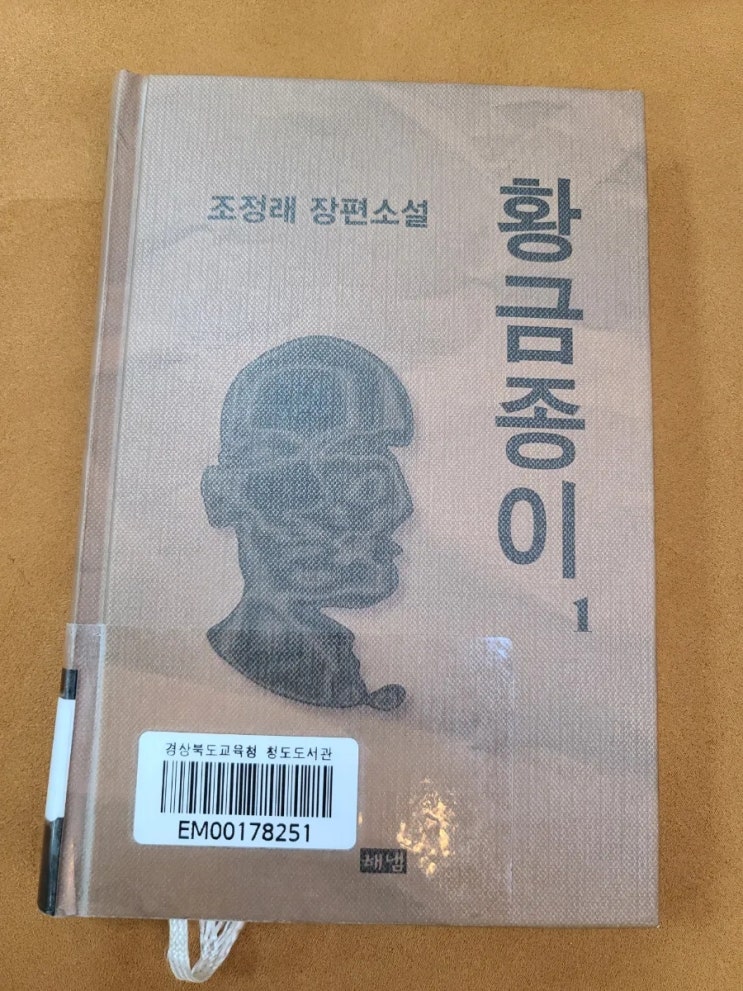 조정래 장편소설
황금종이
1
경상북도교육청 청도도서관
EM00178251
해냄